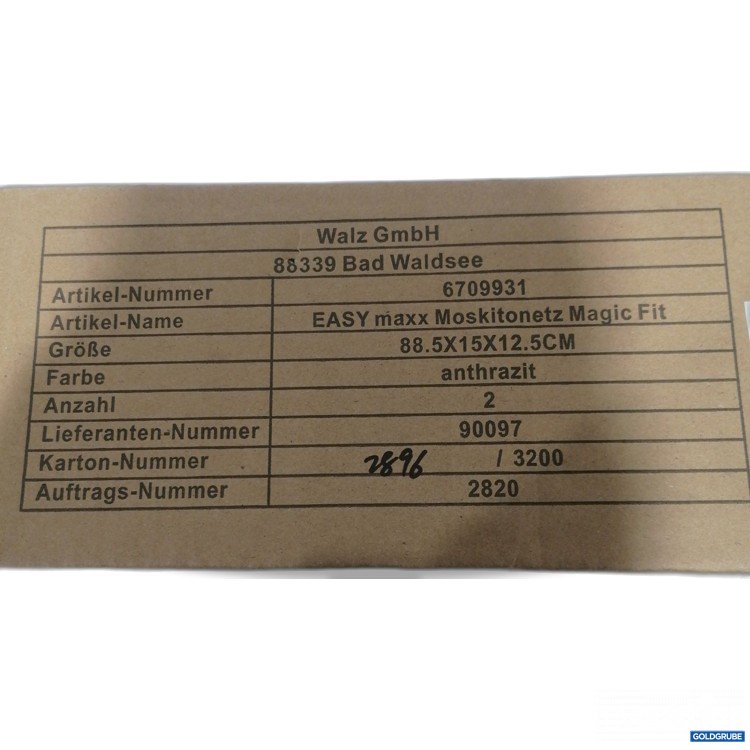 Walz GmbH
88339 Bad Waldsee
Artikel-Nummer 6709931
Artikel-Name EASY maxx Moskitonetz Magic Fit
Größe 88.5X15X12.5CM
Farbe anthrazit
Anzahl 2
Lieferanten-Nummer 90097
Karton-Nummer 2896 / 3200
Auftrags-Nummer 2820
GOLDGRUBE